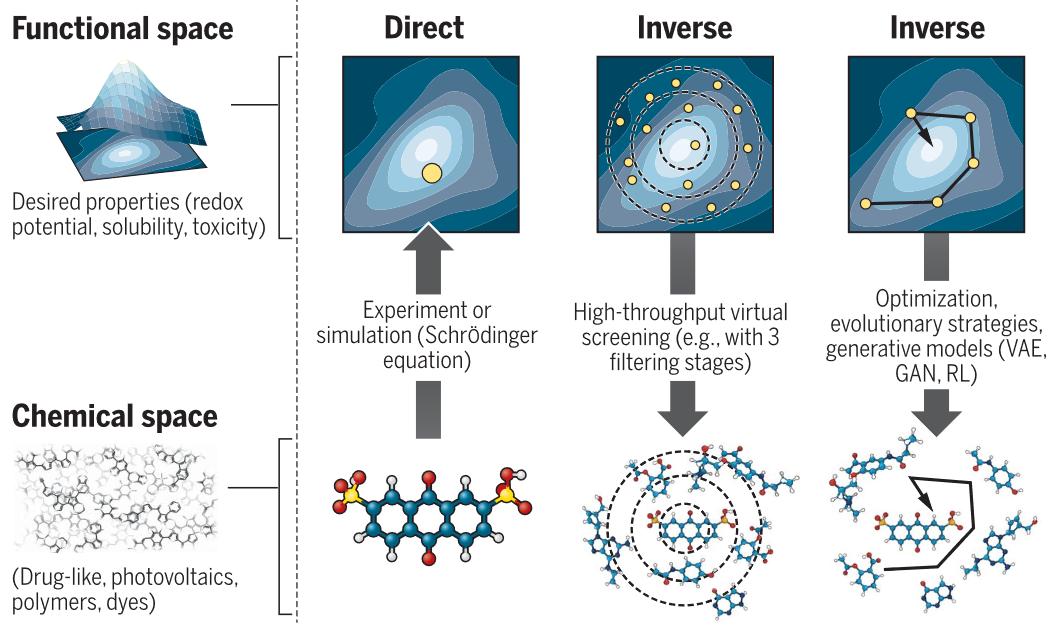 Functional space
Desired properties (redox
potential, solubility, toxicity)
Chemical space
(Drug-like, photovoltaics,
polymers, dyes)
Direct
Experiment or
simulation (Schrödinger
equation)
Inverse
High-throughput virtual
screening (e.g., with 3
filtering stages)
Inverse
Optimization,
evolutionary strategies,
generative models (VAE,
GAN, RL)